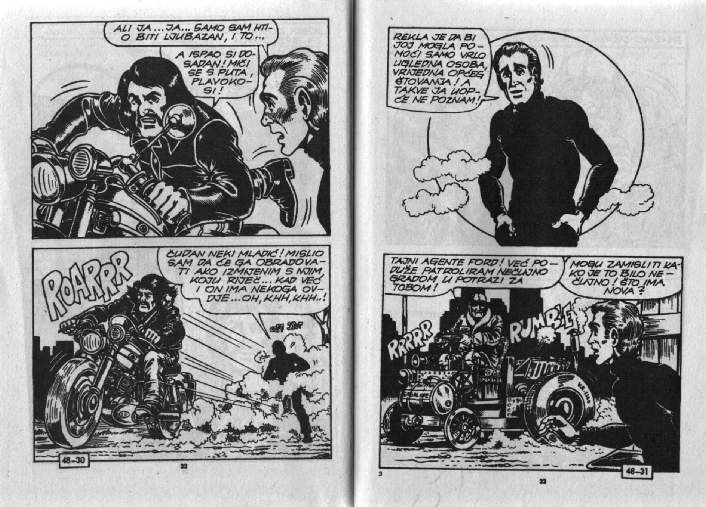 ALI JA...JA... SAMO SAM HTI-
O BITI LJUBAZAN, I TO...
A ISPAO SI DO-
SADAN! MIČI
SE S PUTA,
PLAVOKO-
SI!
ROARRR
ČUDAN NEKI MLADIĆ! MISLIO
SAM DA ĆE GA OBRADOVA-
TI AKO IZMIJENIM S NJIM,
KOJU RIJEČ... KAD VEĆ
I ON IMA NEKOGA OV-
DJE...OH, KHH, KHH..!
48-30
32
REKLA JE DA BI
JOJ MOGLA PO-
MOĆI SAMO VRLO
UGLEDNA OSOBA,
VRIJEDNA OPĆEG
ŠTOVANJA! A
TAKVE JA UOP-
ĆE NE POZNAM!
TAJNI AGENTE FORD! VEĆ PO-
DUŽE PATROLIRAM NEČUJNO
GRADOM, U POTRAZI ZA
TOBOM!
MOGU ZAMISLITI KA-
KO JE TO BILO NE-
ČUJNO! ŠTO IMA
NOVA?
RRRRR
RUMBLE
48-31
3
33